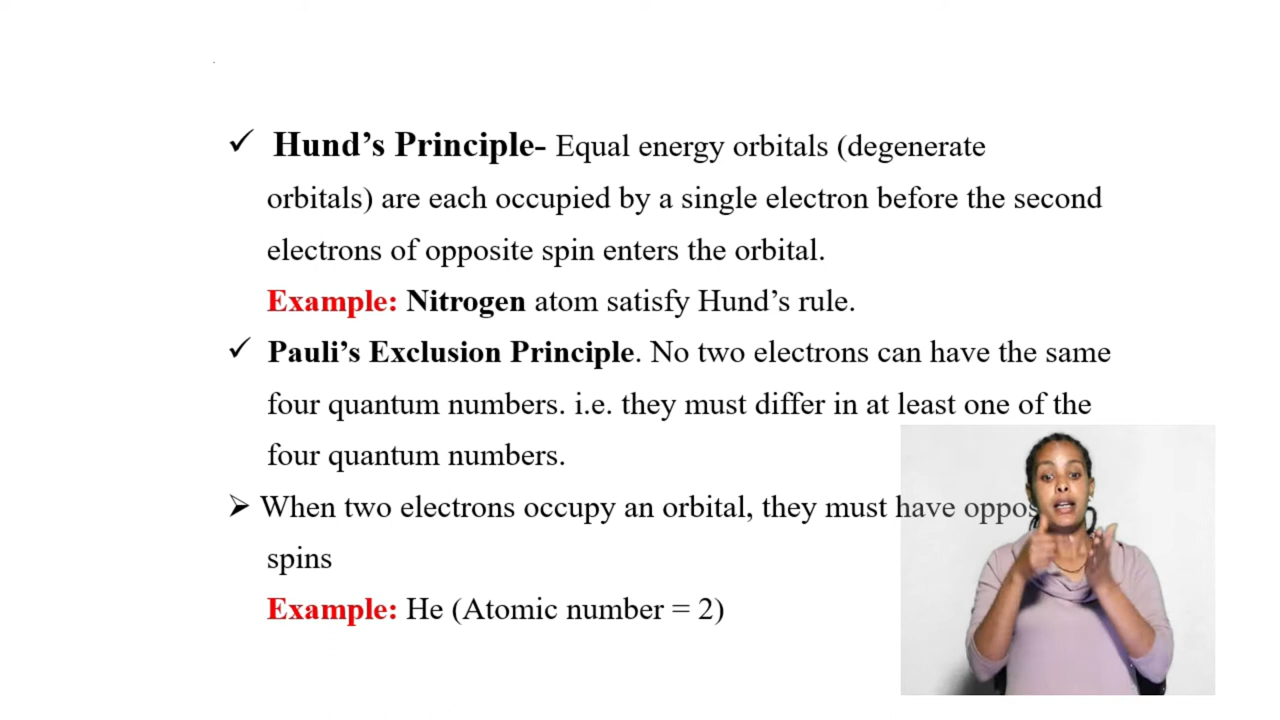 ✓ Hund’s Principle- Equal energy orbitals (degenerate
orbitals) are each occupied by a single electron before the second
electrons of opposite spin enters the orbital.
Example: Nitrogen atom satisfy Hund’s rule.
✓ Pauli’s Exclusion Principle. No two electrons can have the same
four quantum numbers. i.e. they must differ in at least one of the
four quantum numbers.
➢ When two electrons occupy an orbital, they must have
spins
Example: He (Atomic number = 2)